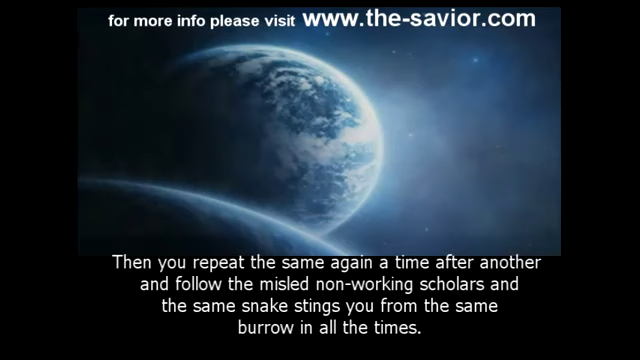 for more info please visit www.the-savior.com
Then you repeat the same again a time after another
and follow the misled non-working scholars and
the same snake stings you from the same
burrow in all the times.